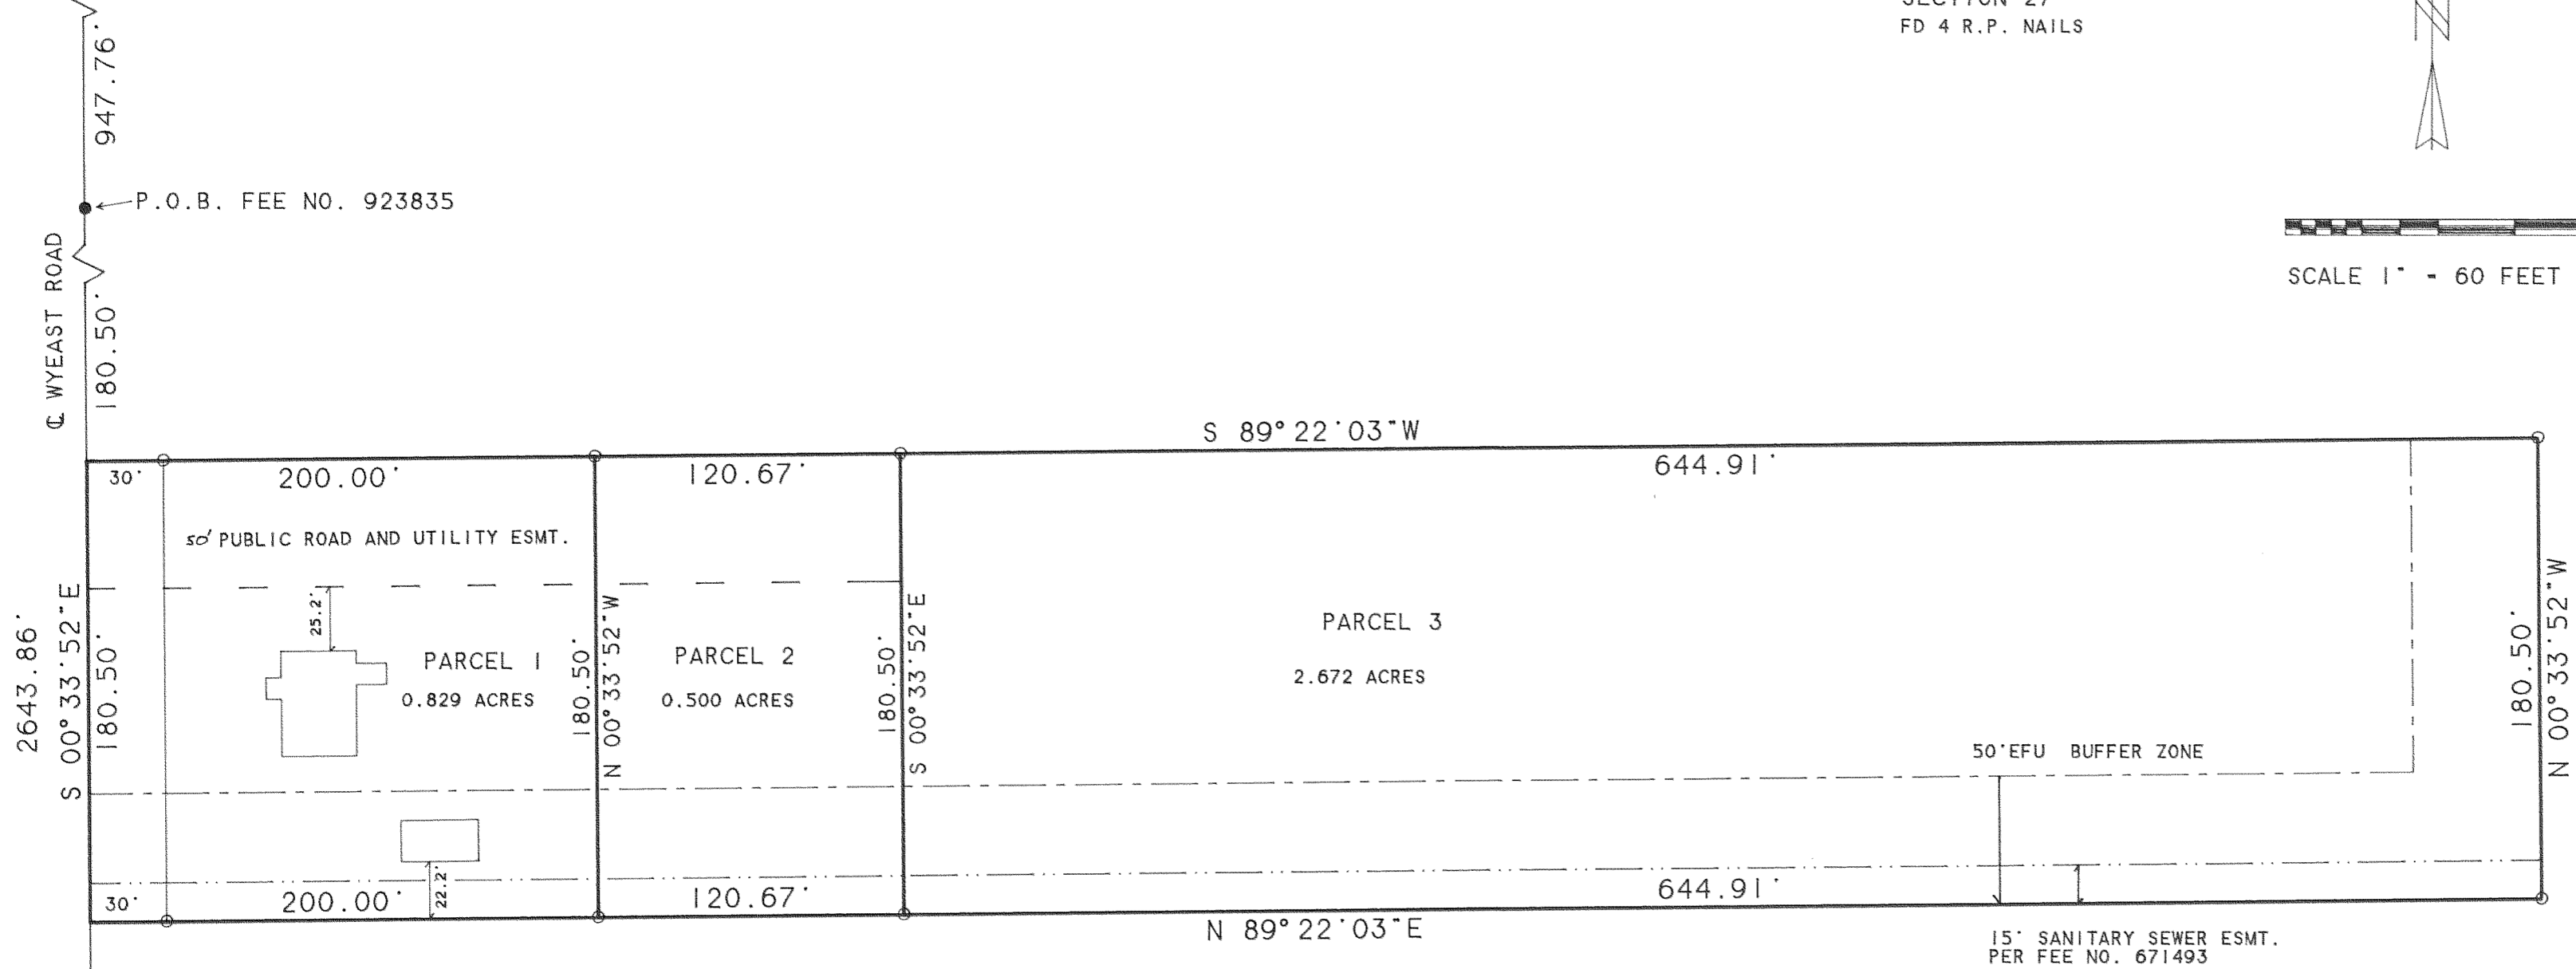 SECTION 27
FD 4 R.P. NAILS
947.76'
P.O.B. FEE NO. 923835
℄ WYEAST ROAD
180.50'
SCALE 1" - 60 FEET
S 89°22'03"W
30'
200.00'
120.67'
644.91'
50' PUBLIC ROAD AND UTILITY ESMT.
2643.86'
S 00°33'52"E
180.50'
25.2'
PARCEL 1
0.829 ACRES
180.50'
N 00°33'52"W
PARCEL 2
0.500 ACRES
180.50'
S 00°33'52"E
PARCEL 3
2.672 ACRES
50'EFU BUFFER ZONE
180.50'
N 00°33'52"W
30'
200.00'
22.2'
120.67'
644.91'
N 89°22'03"E
15' SANITARY SEWER ESMT.
PER FEE NO. 671493